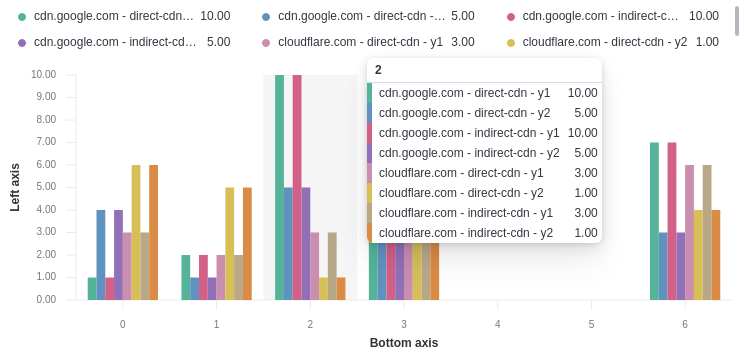 cdn.google.com - direct-cdn… 10.00 cdn.google.com - direct-cdn -… 5.00 cdn.google.com - indirect-c… 10.00
cdn.google.com - indirect-cd… 5.00 cloudflare.com - direct-cdn - y1 3.00 cloudflare.com - direct-cdn - y2 1.00
Left axis
10.00
9.00
8.00
7.00
6.00
5.00
4.00
3.00
2.00
1.00
0.00
2
cdn.google.com - direct-cdn - y1 10.00
cdn.google.com - direct-cdn - y2 5.00
cdn.google.com - indirect-cdn - y1 10.00
cdn.google.com - indirect-cdn - y2 5.00
cloudflare.com - direct-cdn - y1 3.00
cloudflare.com - direct-cdn - y2 1.00
cloudflare.com - indirect-cdn - y1 3.00
cloudflare.com - indirect-cdn - y2 1.00
0 1 2 3 4 5 6
Bottom axis